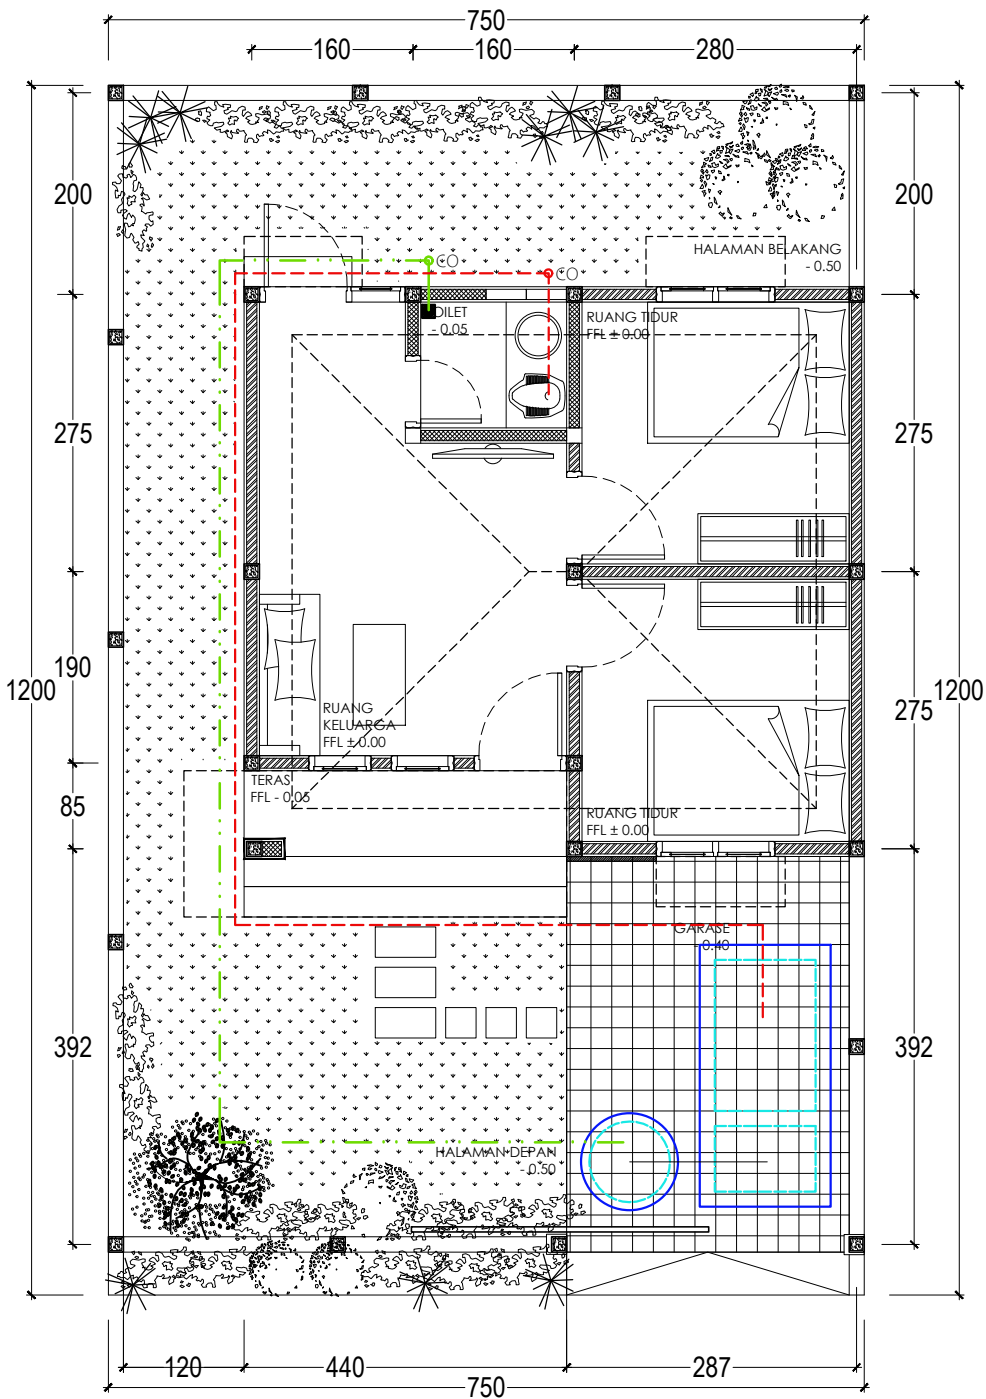 750
160 160 280
200 200
HALAMAN BELAKANG
- 0.50
CO
CO
TOILET
- 0.05
RUANG TIDUR
FFL ± 0.00
275 275
190
1200 1200
275
RUANG
KELUARGA
FFL ± 0.00
TERAS
FFL - 0.05
85
RUANG TIDUR
FFL ± 0.00
GARASE
- 0.40
392 392
HALAMAN DEPAN
- 0.50
120 440 287
750